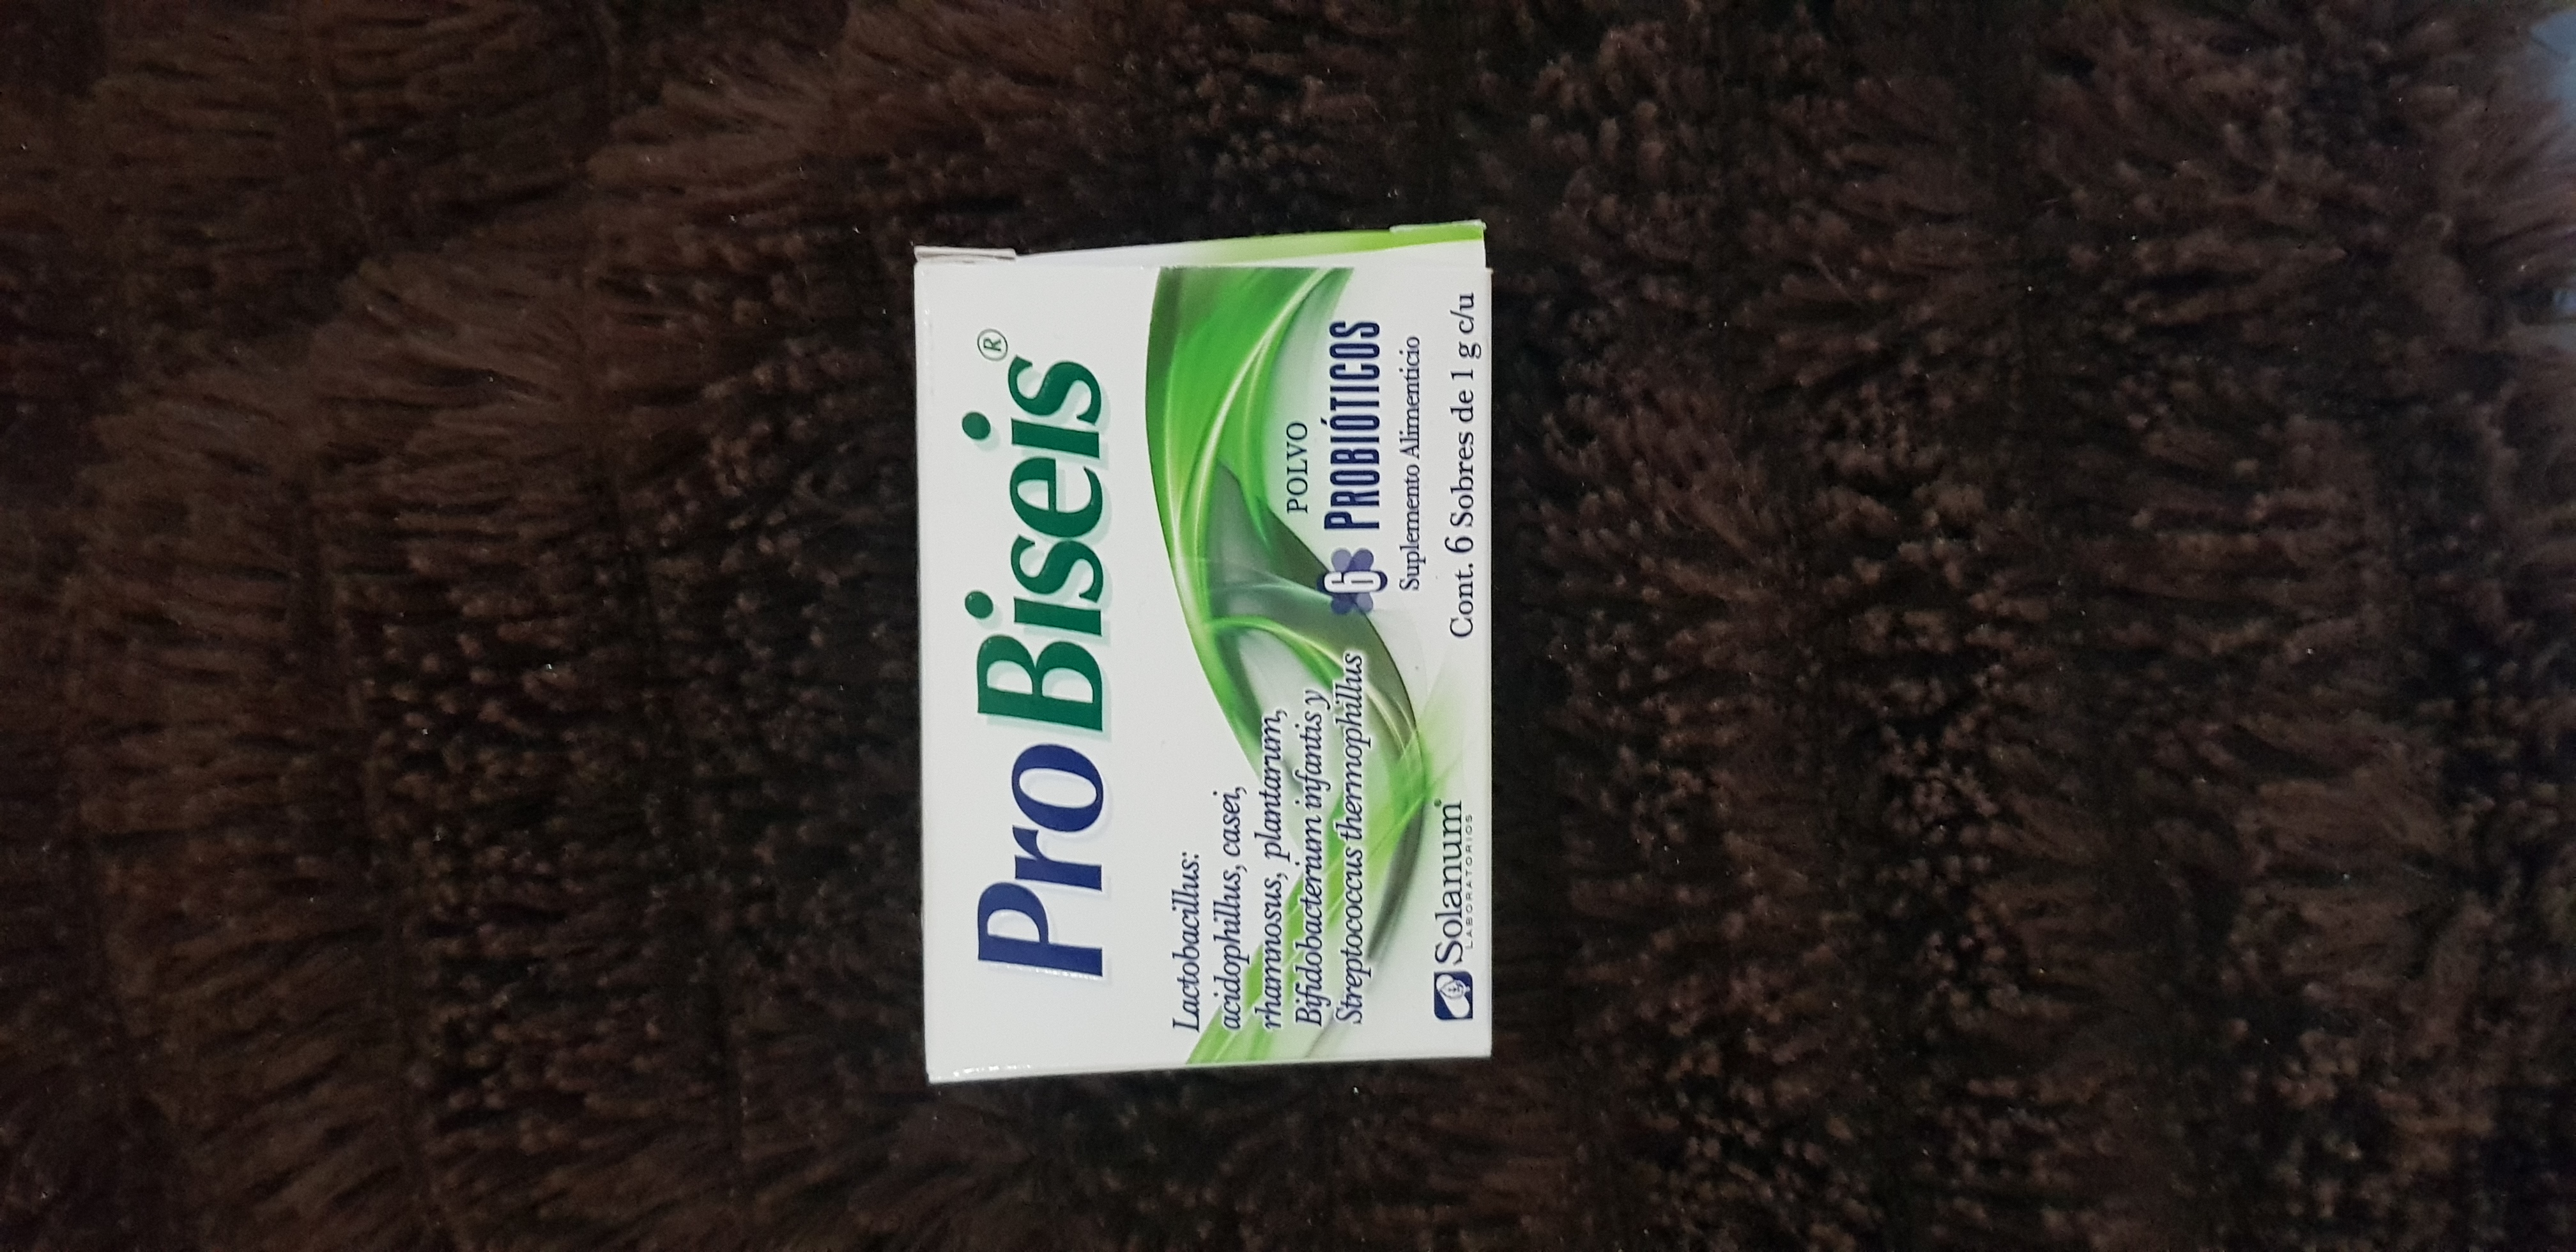 ProBiseis®
Lactobacillus:
acidophillus, casei,
rhamnosus, plantarum,
Bifidobacterium infantis y
Streptococcus thermophillus
POLVO
6 PROBIÓTICOS
Suplemento Alimenticio
Solanum®
LABORATORIOS
Cont. 6 Sobres de 1 g c/u